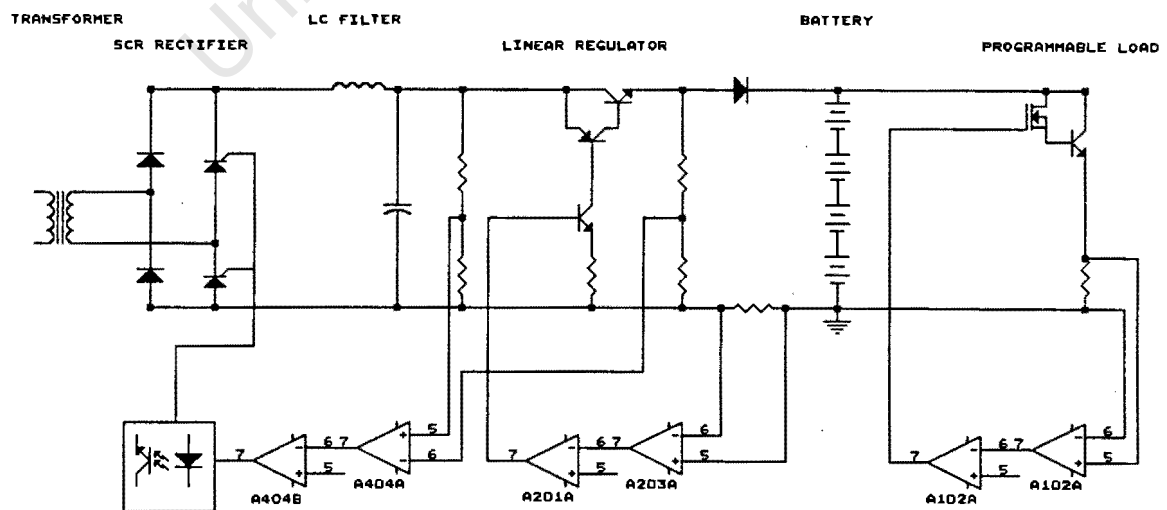 TRANSFORMER
LC FILTER
BATTERY
SCR RECTIFIER
LINEAR REGULATOR
PROGRAMMABLE LOAD
7
6 7
5
5
6
7
6 7
5
6
5
7
6 7
5
6
5
A404B
A404A
A201A
A203A
A102A
A102A